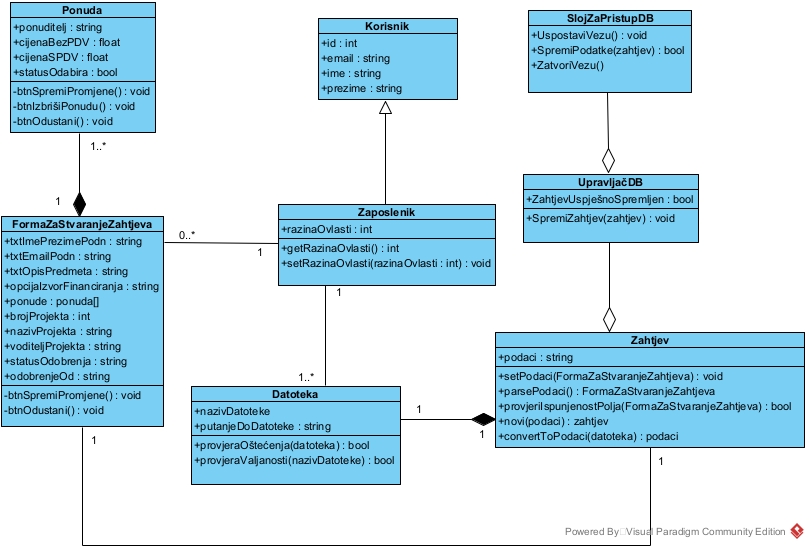 Ponuda
+ponuditelj : string
+cijenaBezPDV : float
+cijenaSPDV : float
+statusOdabira : bool
-btnSpremiPromjene() : void
-btnIzbrišiPonudu() : void
-btnOdustani() : void
Korisnik
+id : int
+email : string
+ime : string
+prezime : string
SlojZaPristupDB
+UspostaviVezu() : void
+SpremiPodatke(zahtjev) : bool
+ZatvoriVezu()
1..*
1
UpravljačDB
+ZahtjevUspješnoSpremljen : bool
+SpremiZahtjev(zahtjev) : void
FormaZaStvaranjeZahtjeva
+txtImePrezimePodn : string
+txtEmailPodn : string
+txtOpisPredmeta : string
+opcijaIzvorFinanciranja : string
+ponude : ponuda[]
+brojProjekta : int
+nazivProjekta : string
+voditeljProjekta : string
+statusOdobrenja : string
+odobrenjeOd : string
-btnSpremiPromjene() : void
-btnOdustani() : void
0..*
1
Zaposlenik
+razinaOvlasti : int
+getRazinaOvlasti() : int
+setRazinaOvlasti(razinaOvlasti : int) : void
1
1..*
Datoteka
+nazivDatoteke
+putanjeDoDatoteke : string
+provjeraOštećenja(datoteka) : bool
+provjeraValjanosti(nazivDatoteke) : bool
1
1
Zahtjev
+podaci : string
+setPodaci(FormaZaStvaranjeZahtjeva) : void
+parsePodaci() : FormaZaStvaranjeZahtjeva
+provjeriIspunjenostPolja(FormaZaStvaranjeZahtjeva) : bool
+novi(podaci) : zahtjev
+convertToPodaci(datoteka) : podaci
1
1
Powered By Visual Paradigm Community Edition